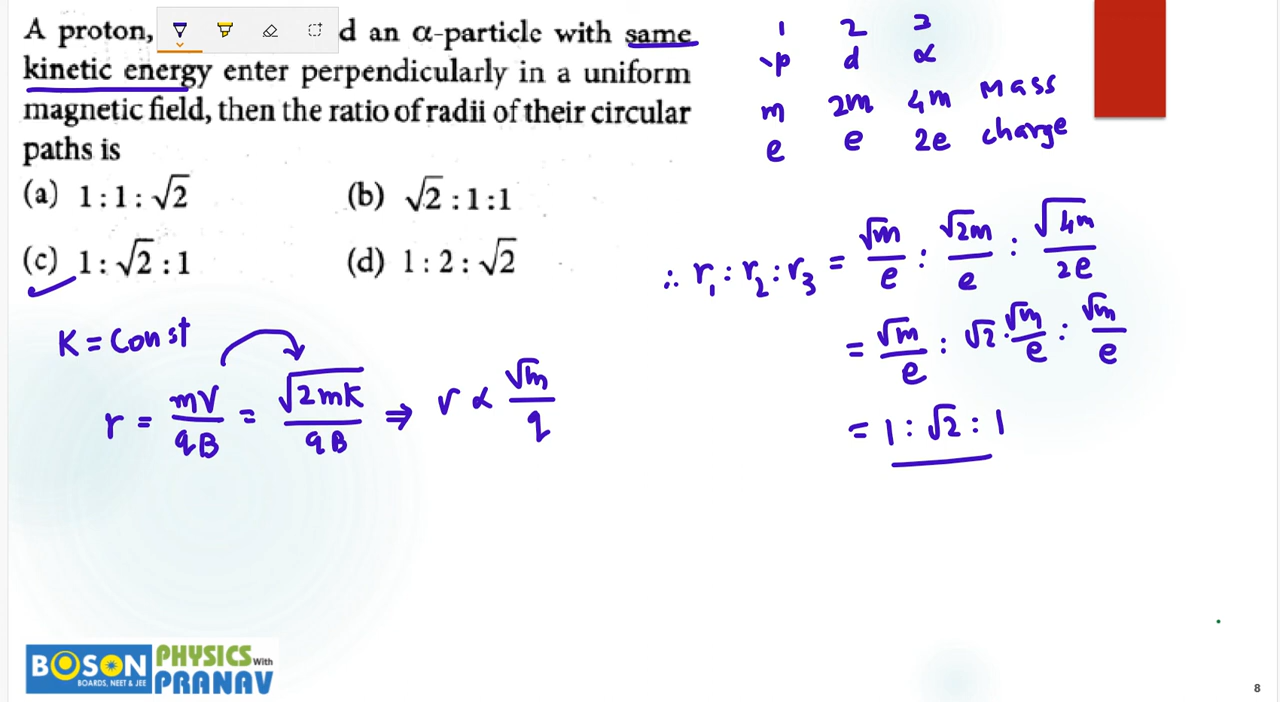 A proton, d an α-particle with same
kinetic energy enter perpendicularly in a uniform
magnetic field, then the ratio of radii of their circular
paths is
(a) 1 : 1 : √2 (b) √2 : 1 : 1
(c) 1 : √2 : 1 (d) 1 : 2 : √2
K = Const
r = mV/qB = √2mK/qB ⇒ r ∝ √m/q
1 2 3
p d α
m 2m 4m Mass
e e 2e charge
∴ r₁ : r₂ : r₃ = √m/e : √2m/e : √4m/2e
= √m/e : √2·√m/e : √m/e
= 1 : √2 : 1
BOSON
BOARDS, NEET & JEE
PHYSICS With
PRANAV
8